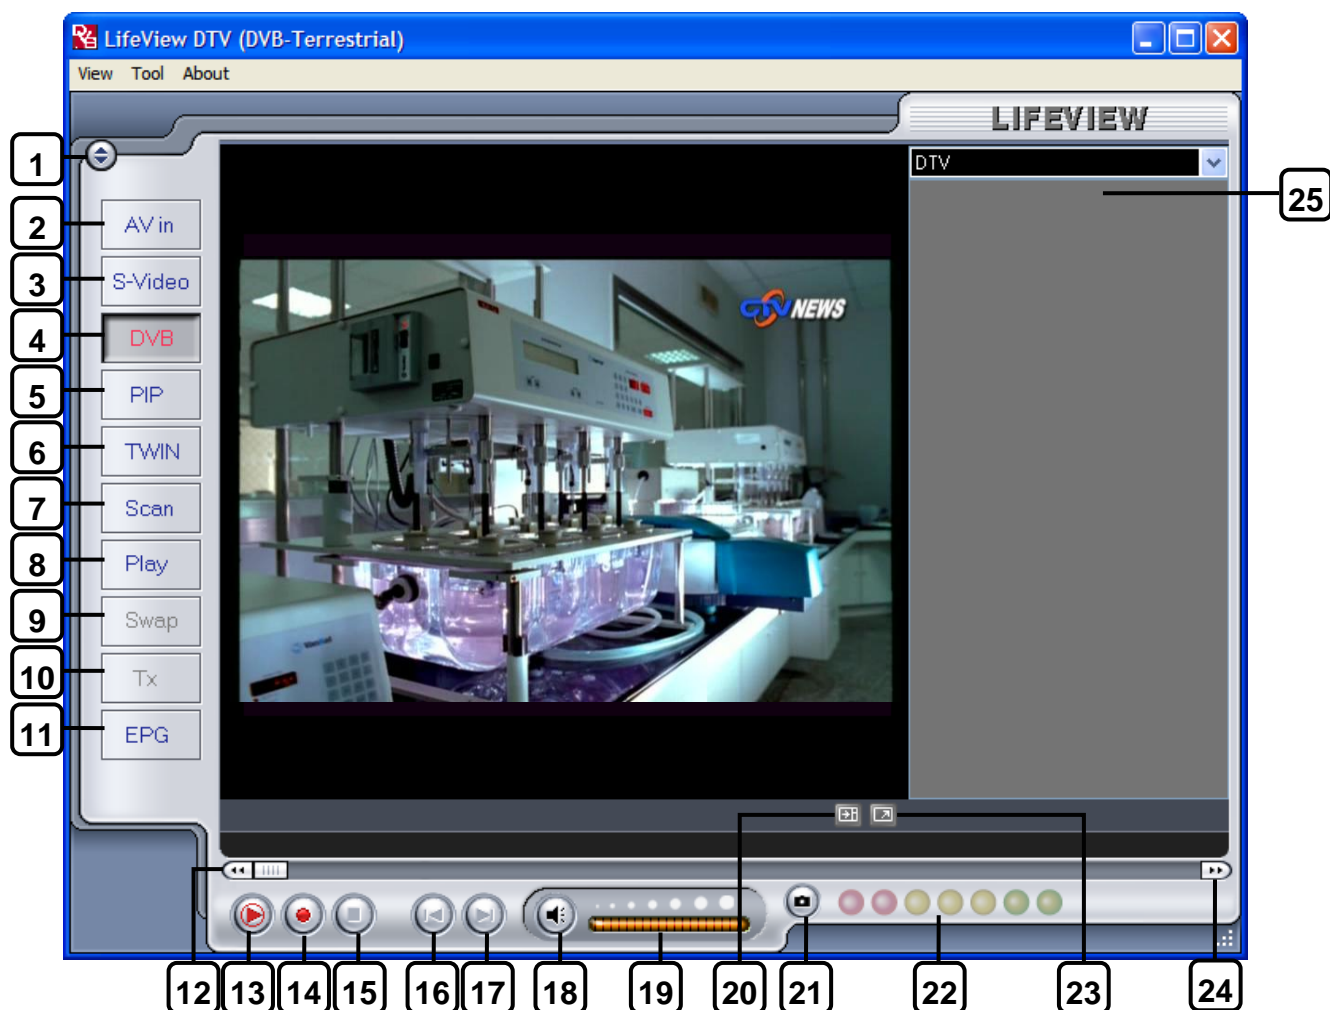 LifeView DTV (DVB-Terrestrial)
View Tool About
LIFEVIEW
1
DTV
25
2 AV in
3 S-Video
4 DVB
NEWS
5 PIP
6 TWIN
7 Scan
8 Play
9 Swap
10 Tx
11 EPG
12 13 14 15 16 17 18 19 20 21 22 23 24